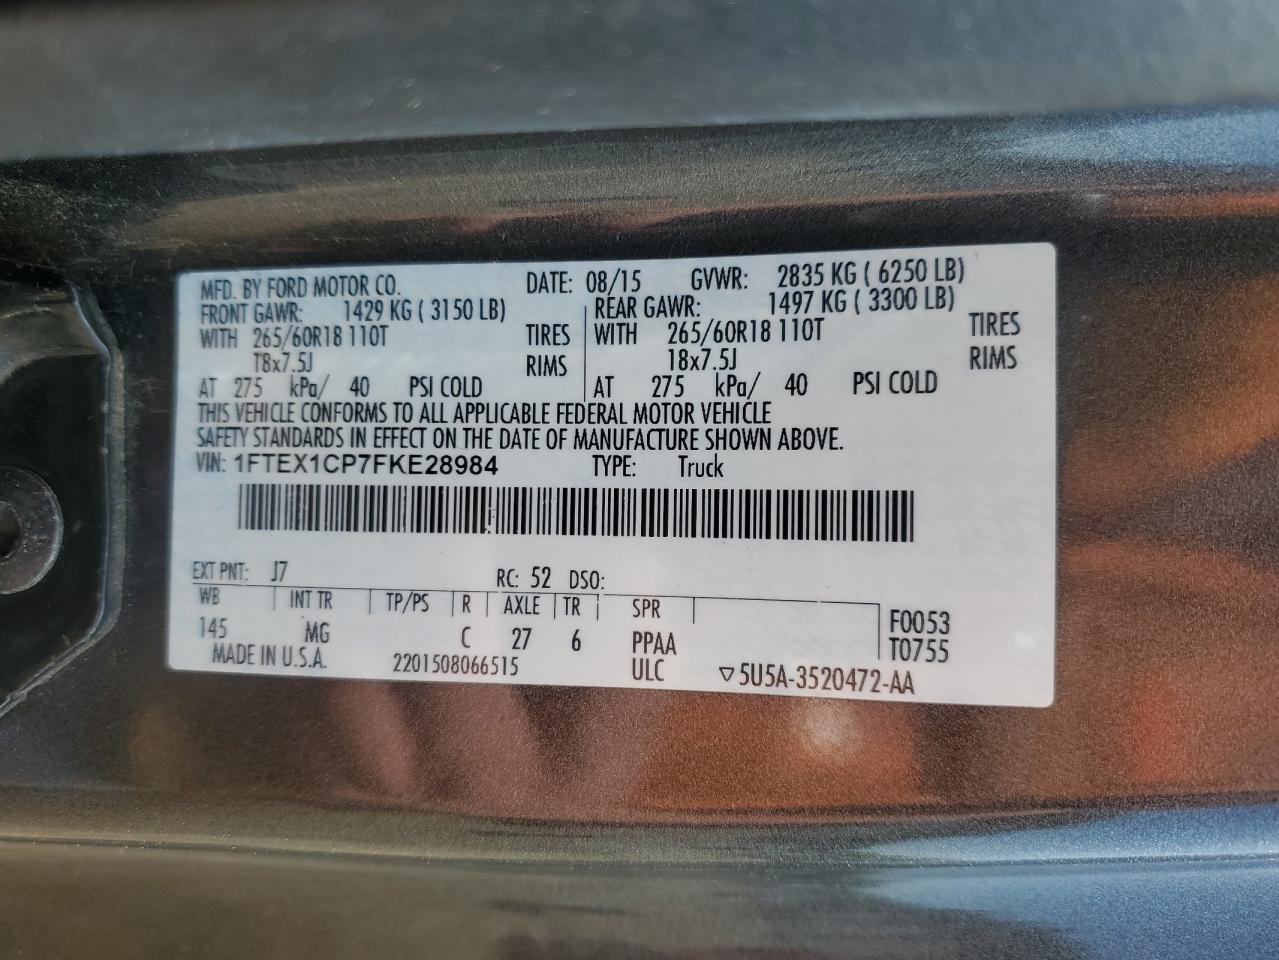 MFD. BY FORD MOTOR CO. DATE: 08/15 GVWR: 2835 KG ( 6250 LB)
FRONT GAWR: 1429 KG ( 3150 LB) REAR GAWR: 1497 KG ( 3300 LB)
WITH 265/60R18 110T TIRES WITH 265/60R18 110T TIRES
18x7.5J RIMS 18x7.5J RIMS
AT 275 kPa/ 40 PSI COLD AT 275 kPa/ 40 PSI COLD
THIS VEHICLE CONFORMS TO ALL APPLICABLE FEDERAL MOTOR VEHICLE
SAFETY STANDARDS IN EFFECT ON THE DATE OF MANUFACTURE SHOWN ABOVE.
VIN: 1FTEX1CP7FKE28984 TYPE: Truck
EXT PNT: J7 RC: 52 DSO:
WB INT TR TP/PS R AXLE TR SPR F0053
145 MG C 27 6 PPAA T0755
MADE IN U.S.A. 2201508066515 ULC ▽5U5A-3520472-AA